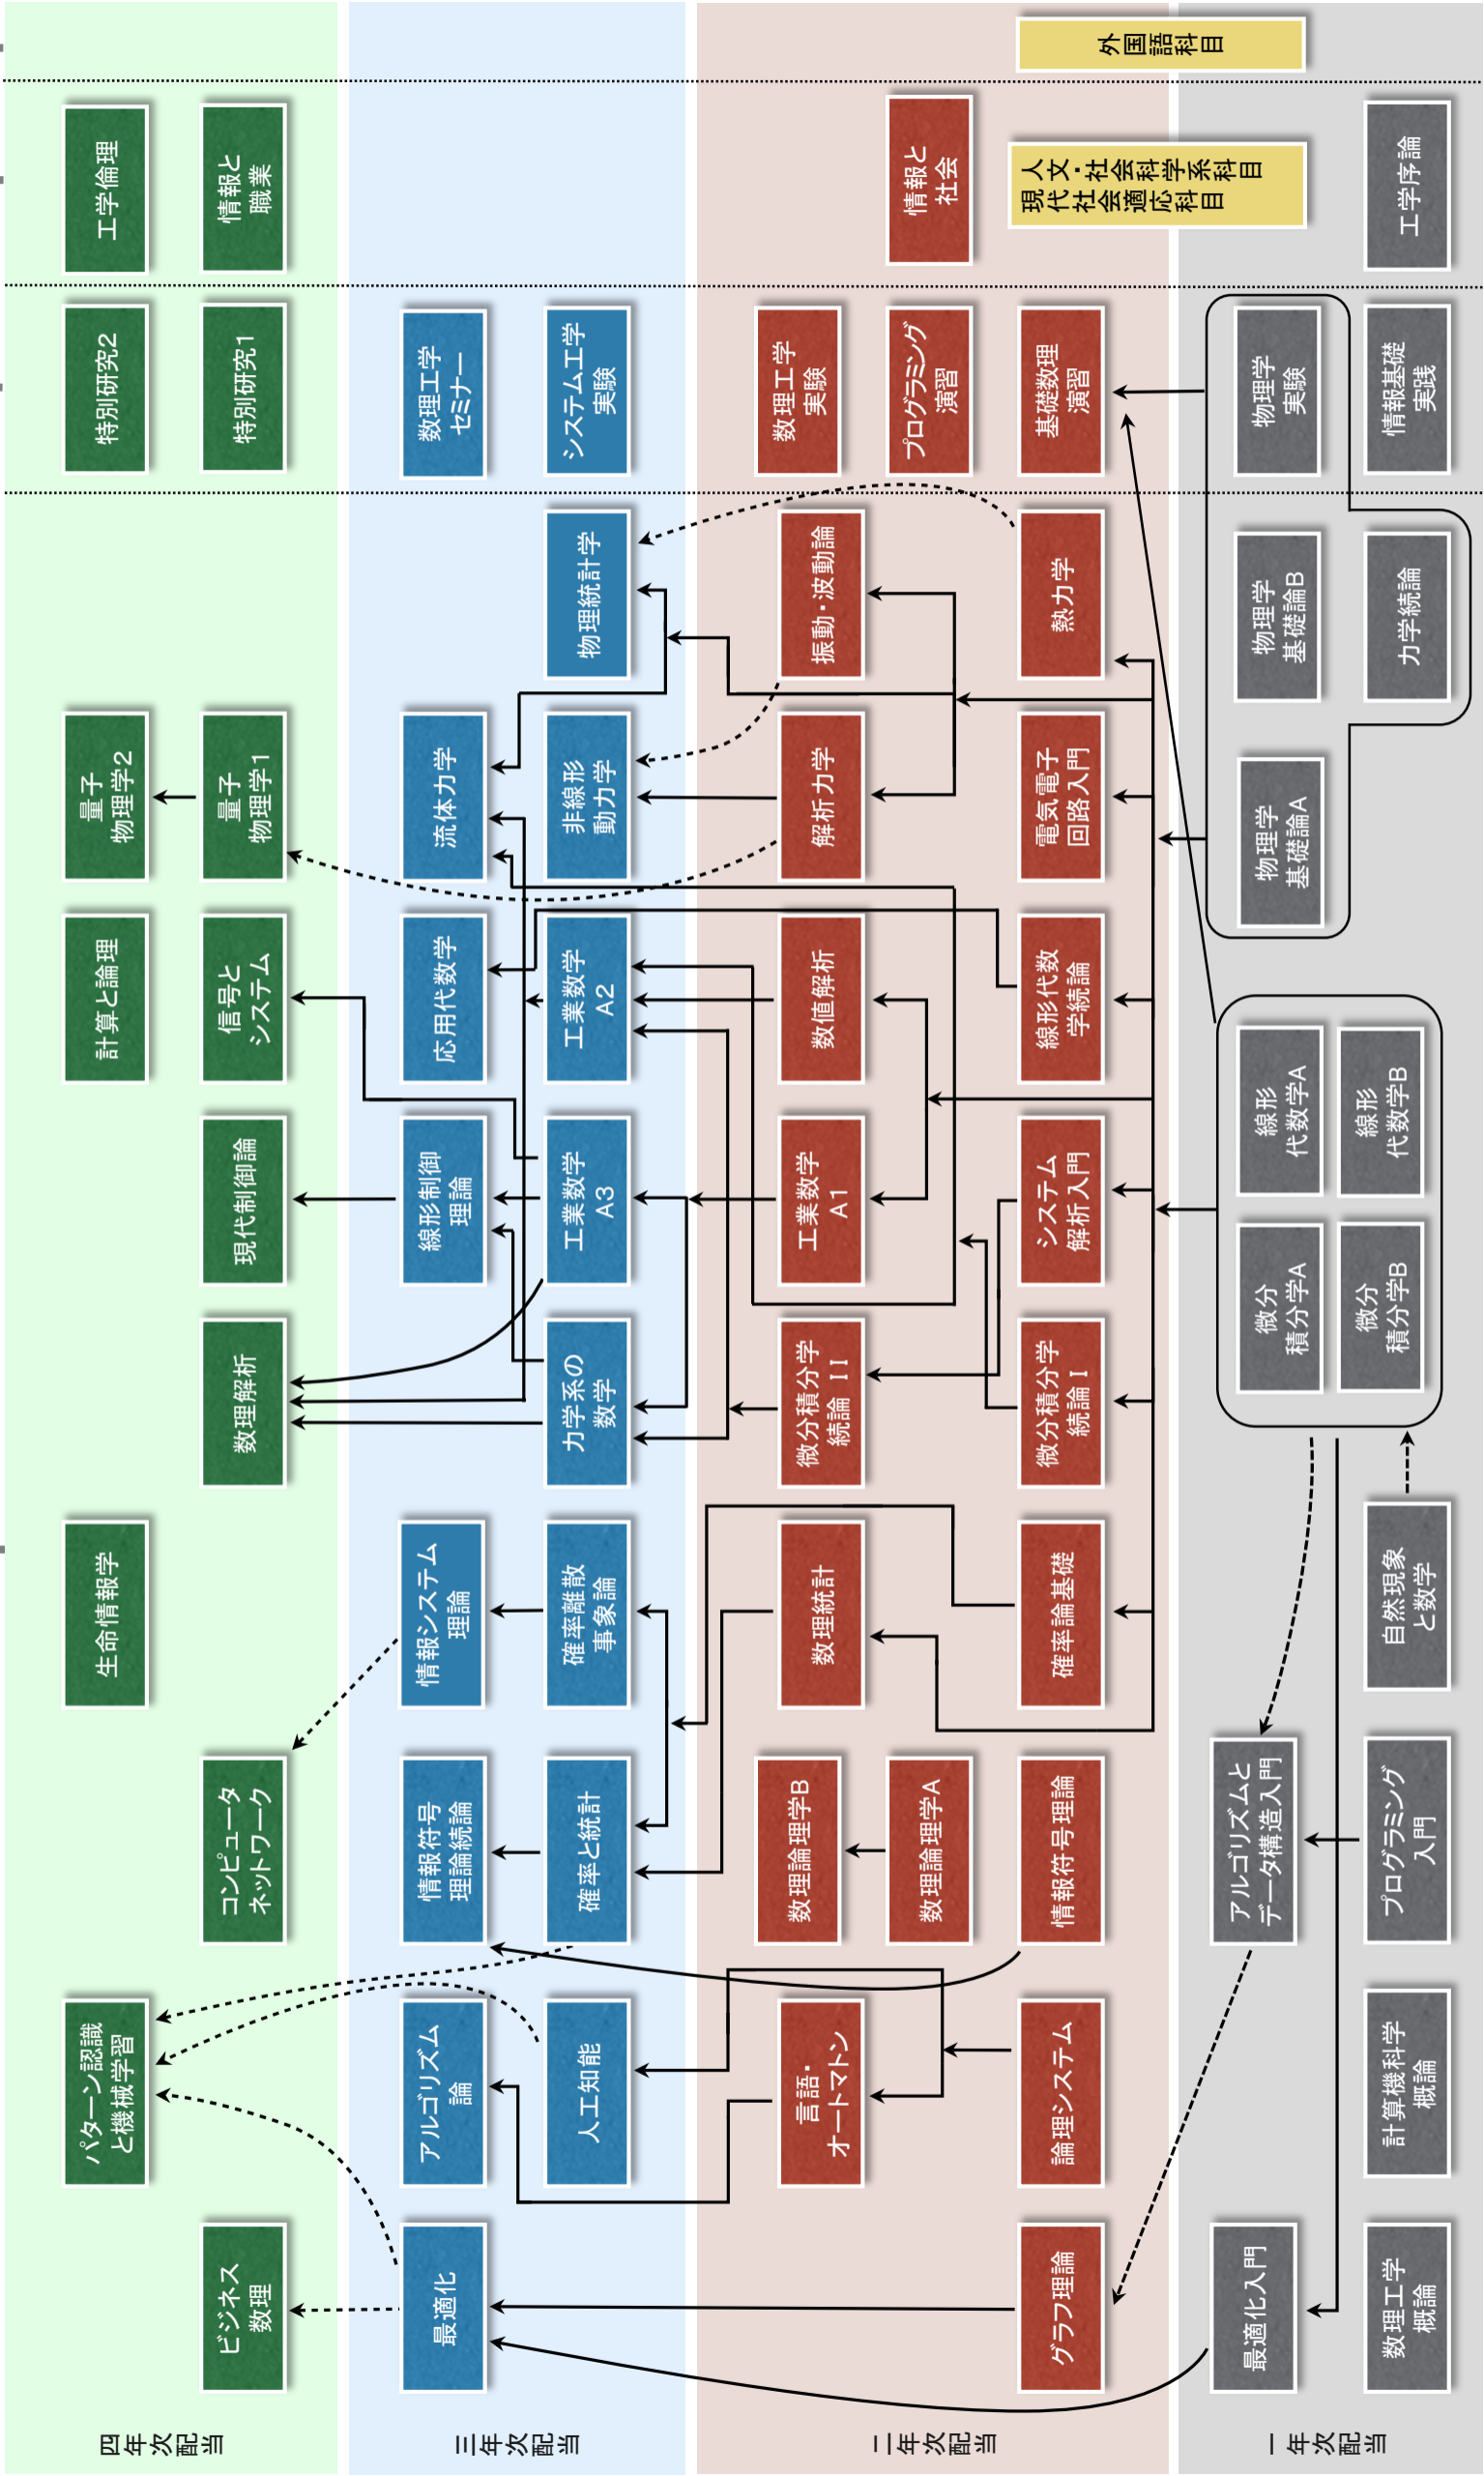 四年次配当
ビジネス
数理
パターン認識
と機械学習
コンピュータ
ネットワーク
生命情報学
数理解析
現代制御論
計算と論理
信号と
システム
量子
物理学2
量子
物理学1
特別研究2
特別研究1
工学倫理
情報と
職業
三年次配当
最適化
アルゴリズム
論
人工知能
情報符号
理論続論
確率と統計
情報システム
理論
確率離散
事象論
力学系の
数学
線形制御
理論
工業数学
A3
応用代数学
工業数学
A2
流体力学
非線形
動力学
物理統計学
数理工学
セミナー
システム工学
実験
二年次配当
グラフ理論
言語・
オートマトン
論理システム
数理論理学B
数理論理学A
情報符号理論
数理統計
確率論基礎
微分積分学
続論 II
微分積分学
続論 I
工業数学
A1
システム
解析入門
数値解析
線形代数
学続論
解析力学
電気電子
回路入門
振動・波動論
熱力学
数理工学
実験
プログラミング
演習
基礎数理
演習
情報と
社会
人文・社会科学系科目
現代社会適応科目
外国語科目
一年次配当
最適化入門
数理工学
概論
計算機科学
概論
アルゴリズムと
データ構造入門
プログラミング
入門
自然現象
と数学
微分
積分学A
微分
積分学B
線形
代数学A
線形
代数学B
物理学
基礎論A
物理学
基礎論B
力学続論
物理学
実験
情報基礎
実践
工学序論